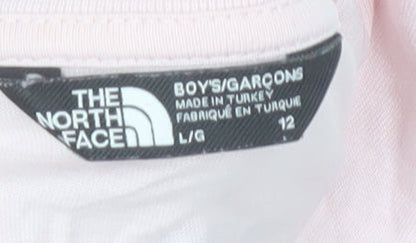 THE
NORTH
FACE
BOY'S/GARÇONS
MADE IN TURKEY
FABRIQUÉ EN TURQUIE
L/G 12